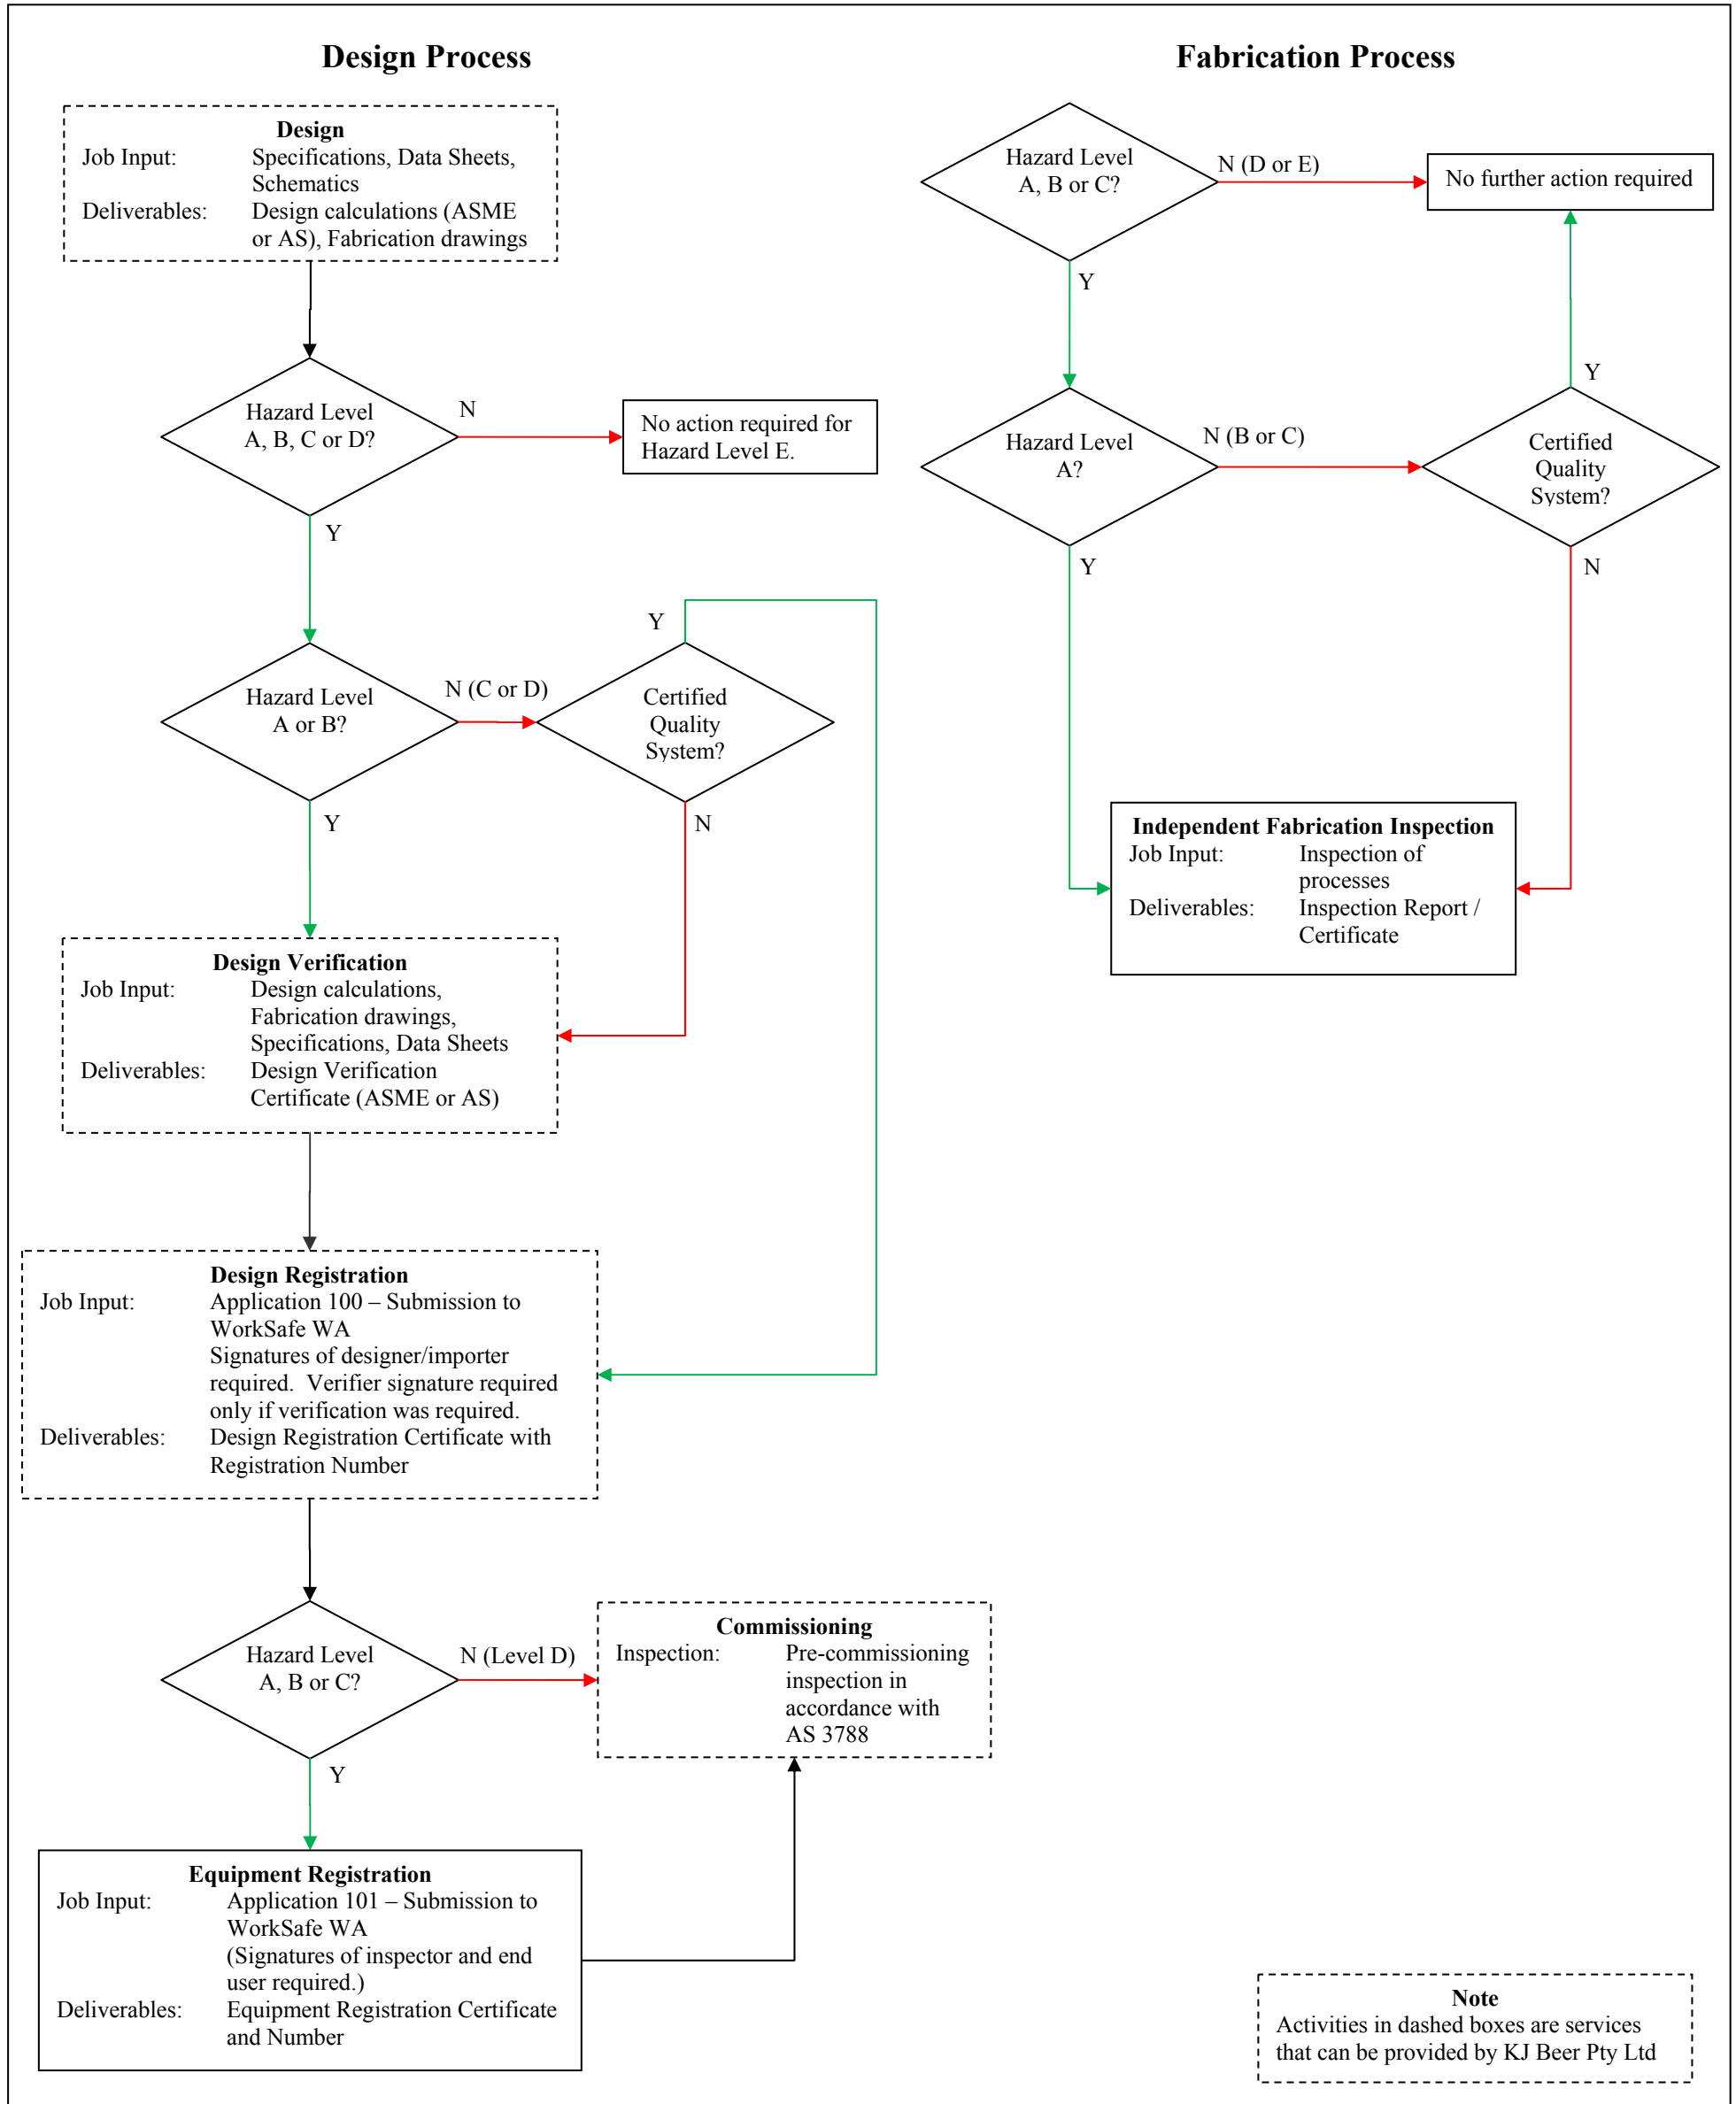 Design Process
Design
Job Input: Specifications, Data Sheets,
Schematics
Deliverables: Design calculations (ASME
or AS), Fabrication drawings
Hazard Level
A, B, C or D?
N
No action required for
Hazard Level E.
Y
Hazard Level
A or B?
N (C or D)
Certified
Quality
System?
Y
N
Y
Design Verification
Job Input: Design calculations,
Fabrication drawings,
Specifications, Data Sheets
Deliverables: Design Verification
Certificate (ASME or AS)
Design Registration
Job Input: Application 100 – Submission to
WorkSafe WA
Signatures of designer/importer
required. Verifier signature required
only if verification was required.
Deliverables: Design Registration Certificate with
Registration Number
Hazard Level
A, B or C?
N (Level D)
Commissioning
Inspection: Pre-commissioning
inspection in
accordance with
AS 3788
Y
Equipment Registration
Job Input: Application 101 – Submission to
WorkSafe WA
(Signatures of inspector and end
user required.)
Deliverables: Equipment Registration Certificate
and Number
Fabrication Process
Hazard Level
A, B or C?
N (D or E)
No further action required
Y
Hazard Level
A?
N (B or C)
Certified
Quality
System?
Y
N
Y
Independent Fabrication Inspection
Job Input: Inspection of
processes
Deliverables: Inspection Report /
Certificate
Note
Activities in dashed boxes are services
that can be provided by KJ Beer Pty Ltd